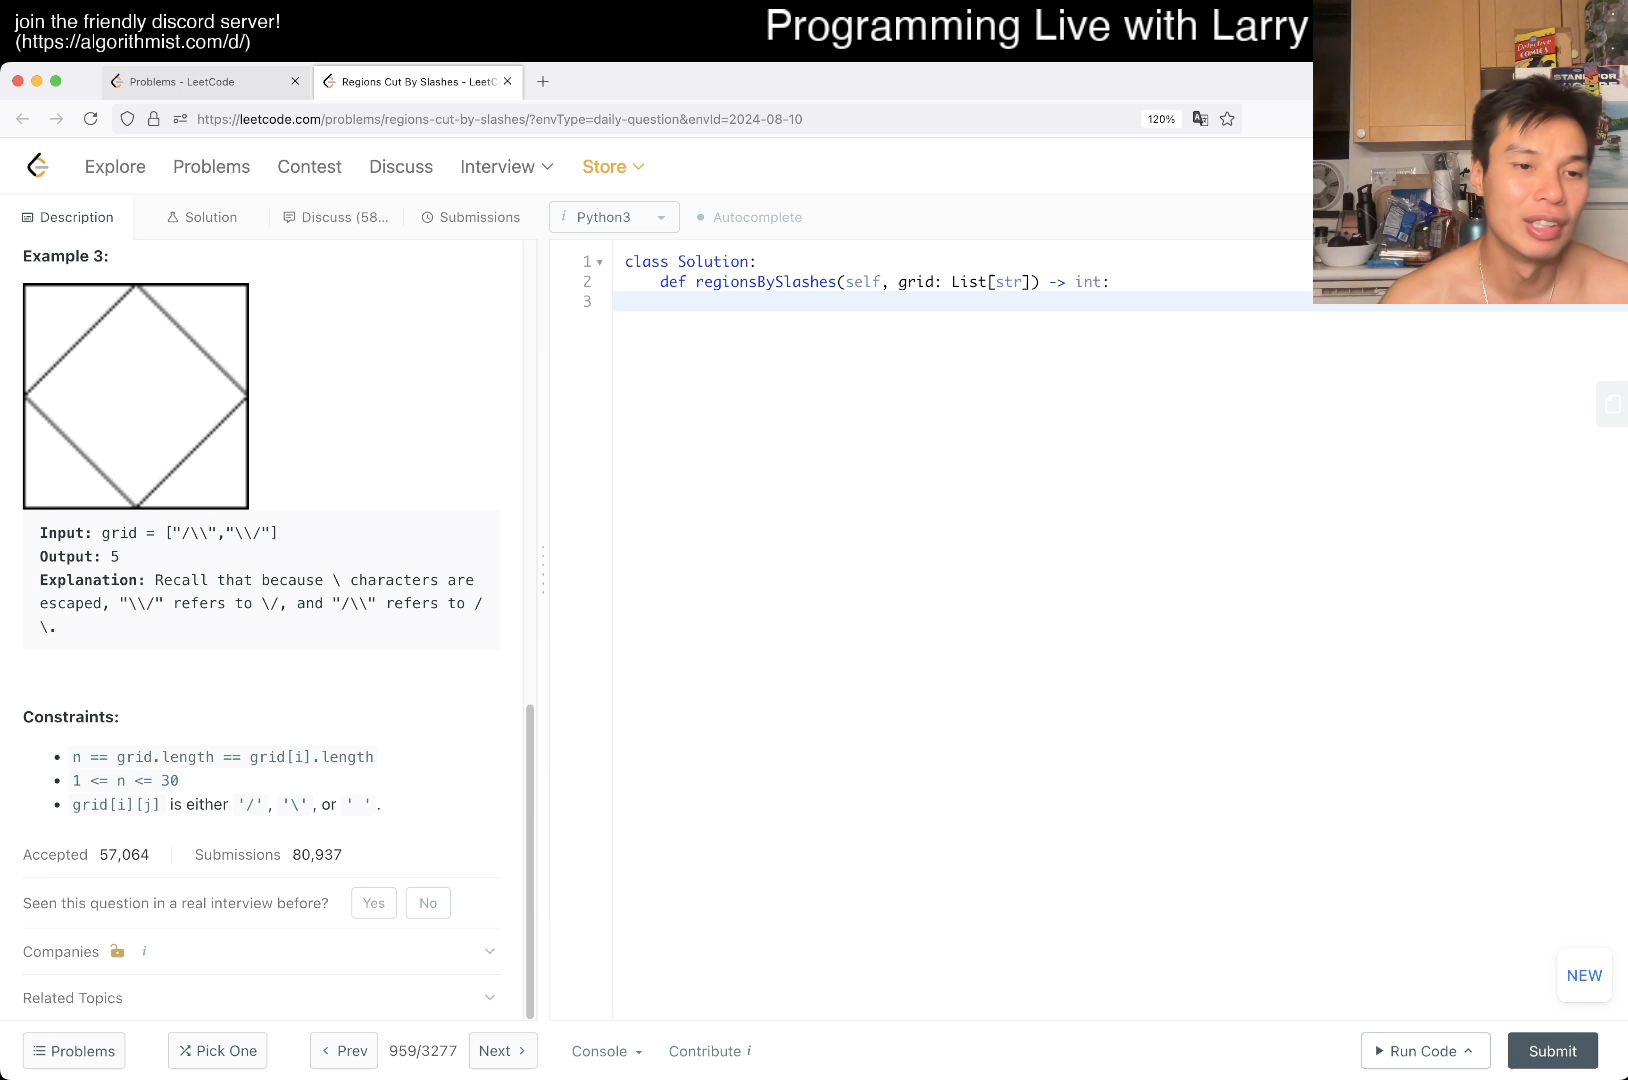 join the friendly discord server!
(https://algorithmist.com/d/)
Programming Live with Larry
Problems - LeetCode
Regions Cut By Slashes - LeetC
https://leetcode.com/problems/regions-cut-by-slashes/?envType=daily-question&envId=2024-08-10
120%
Explore
Problems
Contest
Discuss
Interview
Store
Description
Solution
Discuss (58...
Submissions
i Python3
Autocomplete
Example 3:
Input: grid = ["/\\","\\/"]
Output: 5
Explanation: Recall that because \ characters are
escaped, "\\/" refers to \/, and "/\\" refers to /
\.
Constraints:
n == grid.length == grid[i].length
1 <= n <= 30
grid[i][j] is either '/', '\', or ' '.
Accepted 57,064
Submissions 80,937
Seen this question in a real interview before?
Yes
No
Companies i
Related Topics
1 class Solution:
2 def regionsBySlashes(self, grid: List[str]) -> int:
3
NEW
Problems
Pick One
Prev
959/3277
Next
Console
Contribute i
Run Code
Submit
Detective
COMICS